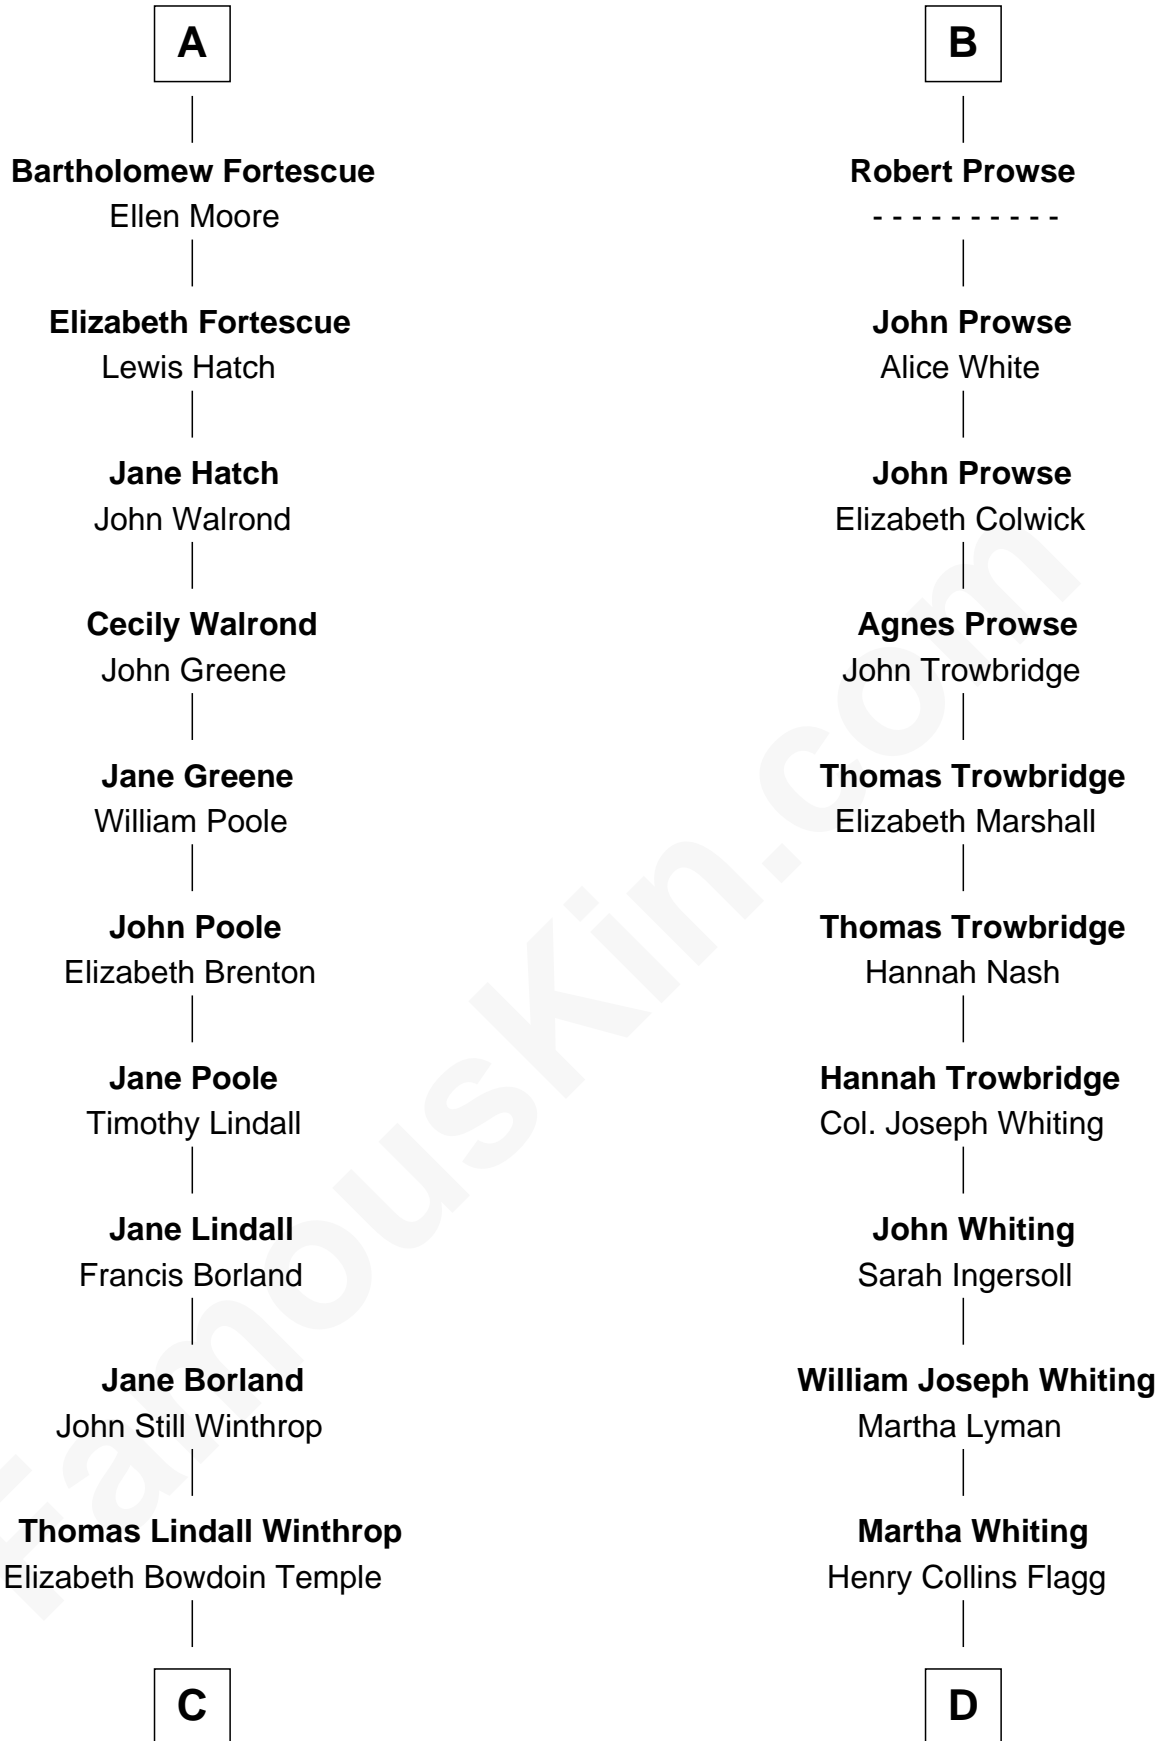 A
Bartholomew Fortescue
Ellen Moore
Elizabeth Fortescue
Lewis Hatch
Jane Hatch
John Walrond
Cecily Walrond
John Greene
Jane Greene
William Poole
John Poole
Elizabeth Brenton
Jane Poole
Timothy Lindall
Jane Lindall
Francis Borland
Jane Borland
John Still Winthrop
Thomas Lindall Winthrop
Elizabeth Bowdoin Temple
C
B
Robert Prowse
- - - - - - - - - -
John Prowse
Alice White
John Prowse
Elizabeth Colwick
Agnes Prowse
John Trowbridge
Thomas Trowbridge
Elizabeth Marshall
Thomas Trowbridge
Hannah Nash
Hannah Trowbridge
Col. Joseph Whiting
John Whiting
Sarah Ingersoll
William Joseph Whiting
Martha Lyman
Martha Whiting
Henry Collins Flagg
D
FamousKin.com